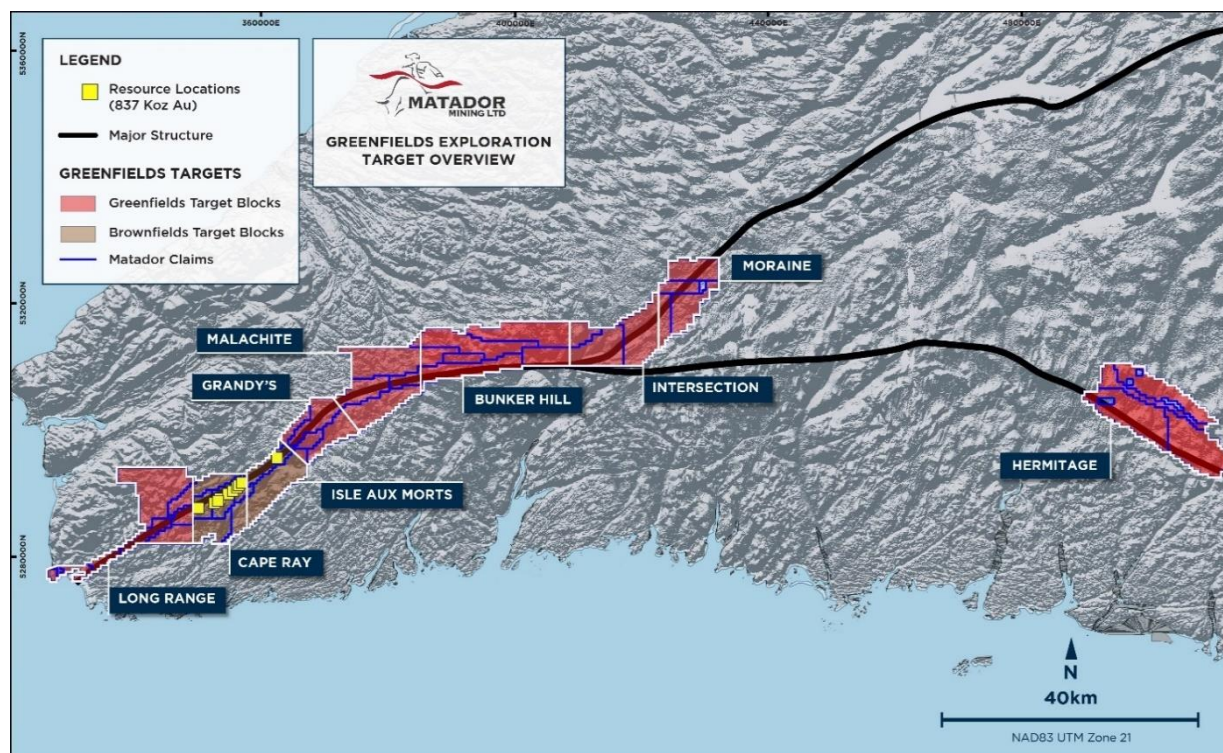 360000E
400000E
440000E
480000E
5360000N
5320000N
5280000N
LEGEND
Resource Locations
(837 Koz Au)
Major Structure
GREENFIELDS TARGETS
Greenfields Target Blocks
Brownfields Target Blocks
Matador Claims
MATADOR
MINING LTD
GREENFIELDS EXPLORATION
TARGET OVERVIEW
MORAINE
MALACHITE
GRANDY'S
BUNKER HILL
INTERSECTION
HERMITAGE
ISLE AUX MORTS
CAPE RAY
LONG RANGE
N
40km
NAD83 UTM Zone 21